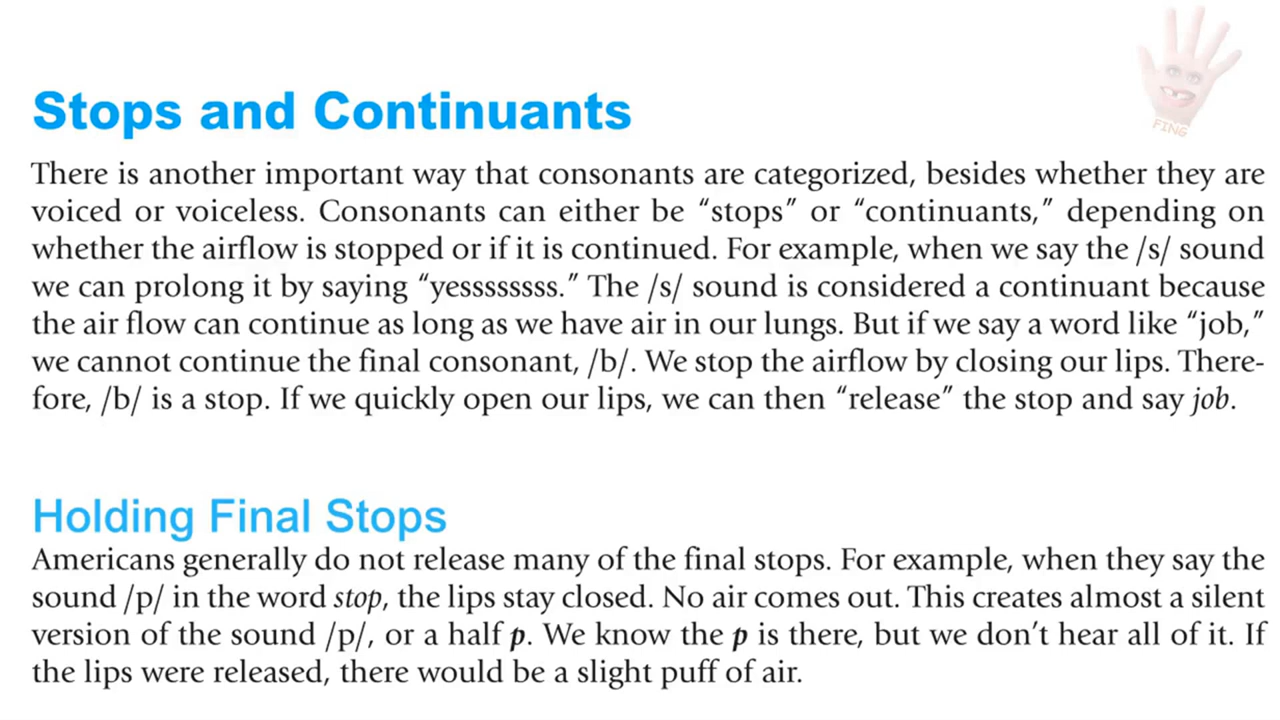 FING
Stops and Continuants
There is another important way that consonants are categorized, besides whether they are
voiced or voiceless. Consonants can either be “stops” or “continuants,” depending on
whether the airflow is stopped or if it is continued. For example, when we say the /s/ sound
we can prolong it by saying “yessssssss.” The /s/ sound is considered a continuant because
the air flow can continue as long as we have air in our lungs. But if we say a word like “job,”
we cannot continue the final consonant, /b/. We stop the airflow by closing our lips. There-
fore, /b/ is a stop. If we quickly open our lips, we can then “release” the stop and say job.
Holding Final Stops
Americans generally do not release many of the final stops. For example, when they say the
sound /p/ in the word stop, the lips stay closed. No air comes out. This creates almost a silent
version of the sound /p/, or a half p. We know the p is there, but we don’t hear all of it. If
the lips were released, there would be a slight puff of air.